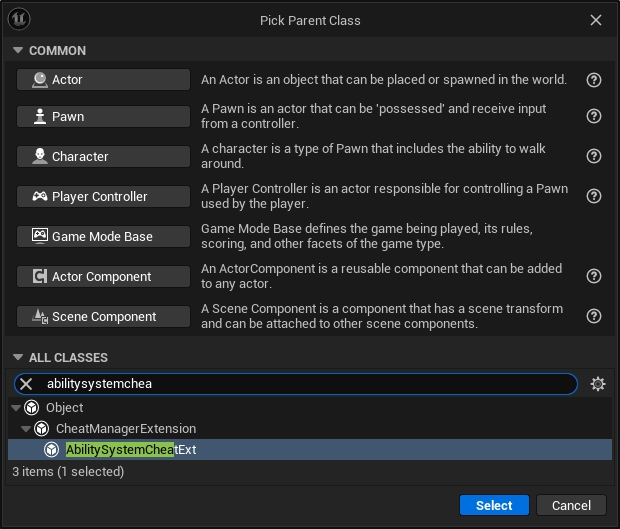 Pick Parent Class
COMMON
Actor
An Actor is an object that can be placed or spawned in the world.
Pawn
A Pawn is an actor that can be 'possessed' and receive input
from a controller.
Character
A character is a type of Pawn that includes the ability to walk
around.
Player Controller
A Player Controller is an actor responsible for controlling a Pawn
used by the player.
Game Mode Base
Game Mode Base defines the game being played, its rules,
scoring, and other facets of the game type.
Actor Component
An ActorComponent is a reusable component that can be added
to any actor.
Scene Component
A Scene Component is a component that has a scene transform
and can be attached to other scene components.
ALL CLASSES
abilitysystemchea
Object
CheatManagerExtension
AbilitySystemCheatExt
3 items (1 selected)
Select
Cancel